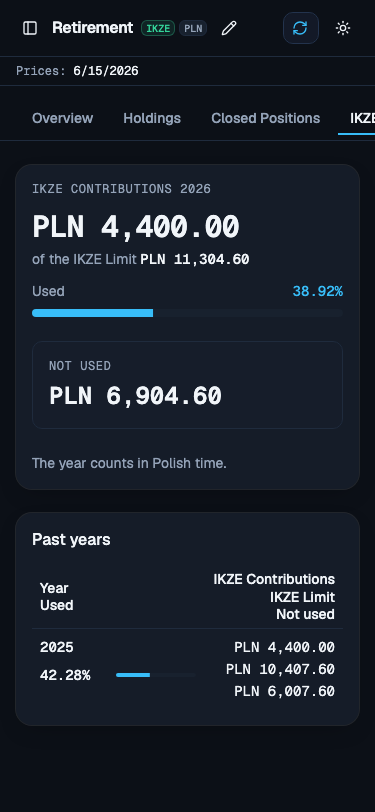 Retirement IKZE PLN
Prices: 6/15/2026
Overview Holdings Closed Positions IKZE
IKZE CONTRIBUTIONS 2026
PLN 4,400.00
of the IKZE Limit PLN 11,304.60
Used 38.92%
NOT USED
PLN 6,904.60
The year counts in Polish time.
Past years
Year
Used
IKZE Contributions
IKZE Limit
Not used
2025
42.28%
PLN 4,400.00
PLN 10,407.60
PLN 6,007.60